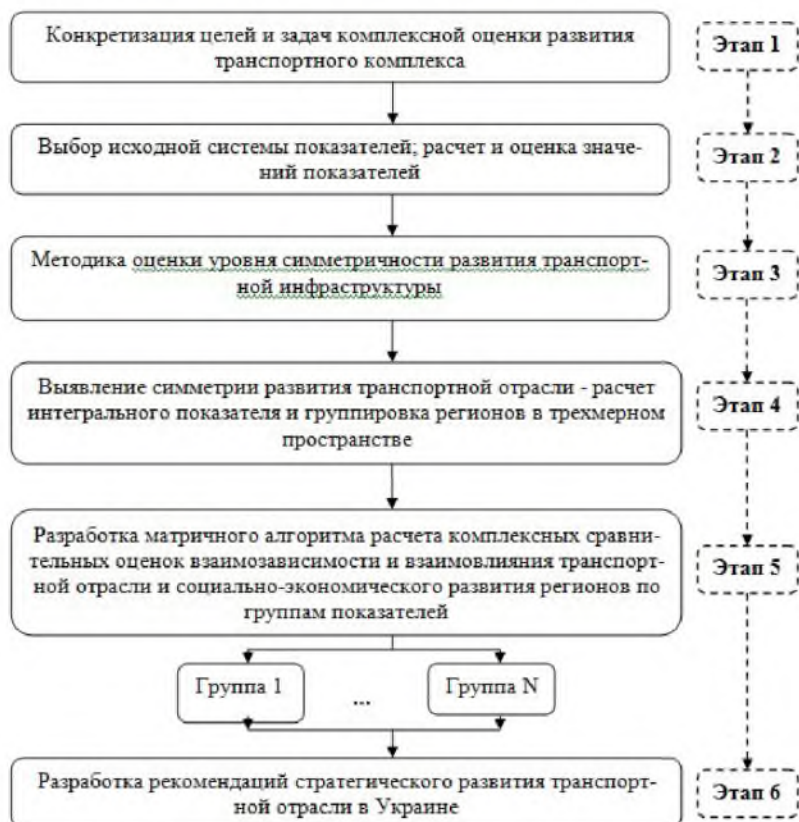 Конкретизация целей и задач комплексной оценки развития
транспортного комплекса
Этап 1
Выбор исходной системы показателей; расчет и оценка значе-
ний показателей
Этап 2
Методика оценки уровня симметричности развития транспорт-
ной инфраструктуры
Этап 3
Выявление симметрии развития транспортной отрасли - расчет
интегрального показателя и группировка регионов в трехмерном
пространстве
Этап 4
Разработка матричного алгоритма расчета комплексных сравни-
тельных оценок взаимозависимости и взаимовлияния транспорт-
ной отрасли и социально-экономического развития регионов по
группам показателей
Этап 5
Группа 1
...
Группа N
Разработка рекомендаций стратегического развития транспорт-
ной отрасли в Украине
Этап 6